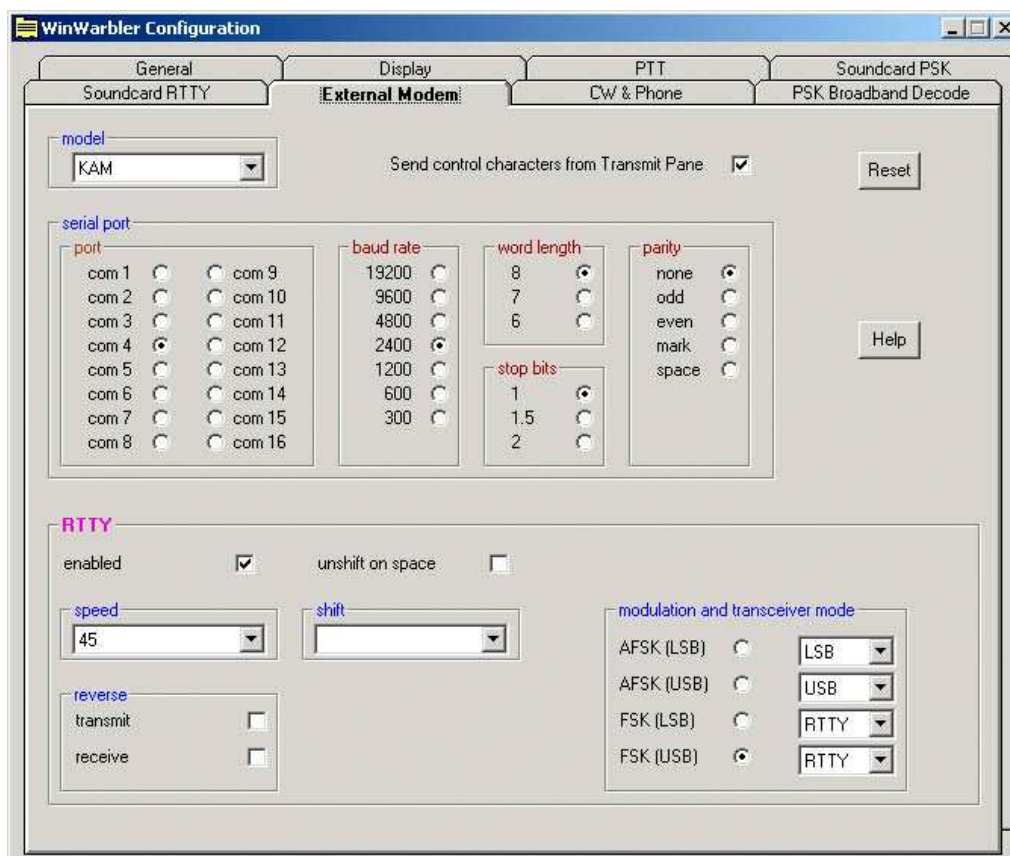 WinWarbler Configuration
General Display PTT Soundcard PSK
Soundcard RTTY External Modem CW & Phone PSK Broadband Decode
model
KAM
Send control characters from Transmit Pane
Reset
serial port
port
com 1 com 9
com 2 com 10
com 3 com 11
com 4 com 12
com 5 com 13
com 6 com 14
com 7 com 15
com 8 com 16
baud rate
19200
9600
4800
2400
1200
600
300
word length
8
7
6
stop bits
1
1.5
2
parity
none
odd
even
mark
space
Help
RTTY
enabled
unshift on space
speed
45
shift
reverse
transmit
receive
modulation and transceiver mode
AFSK (LSB) LSB
AFSK (USB) USB
FSK (LSB) RTTY
FSK (USB) RTTY